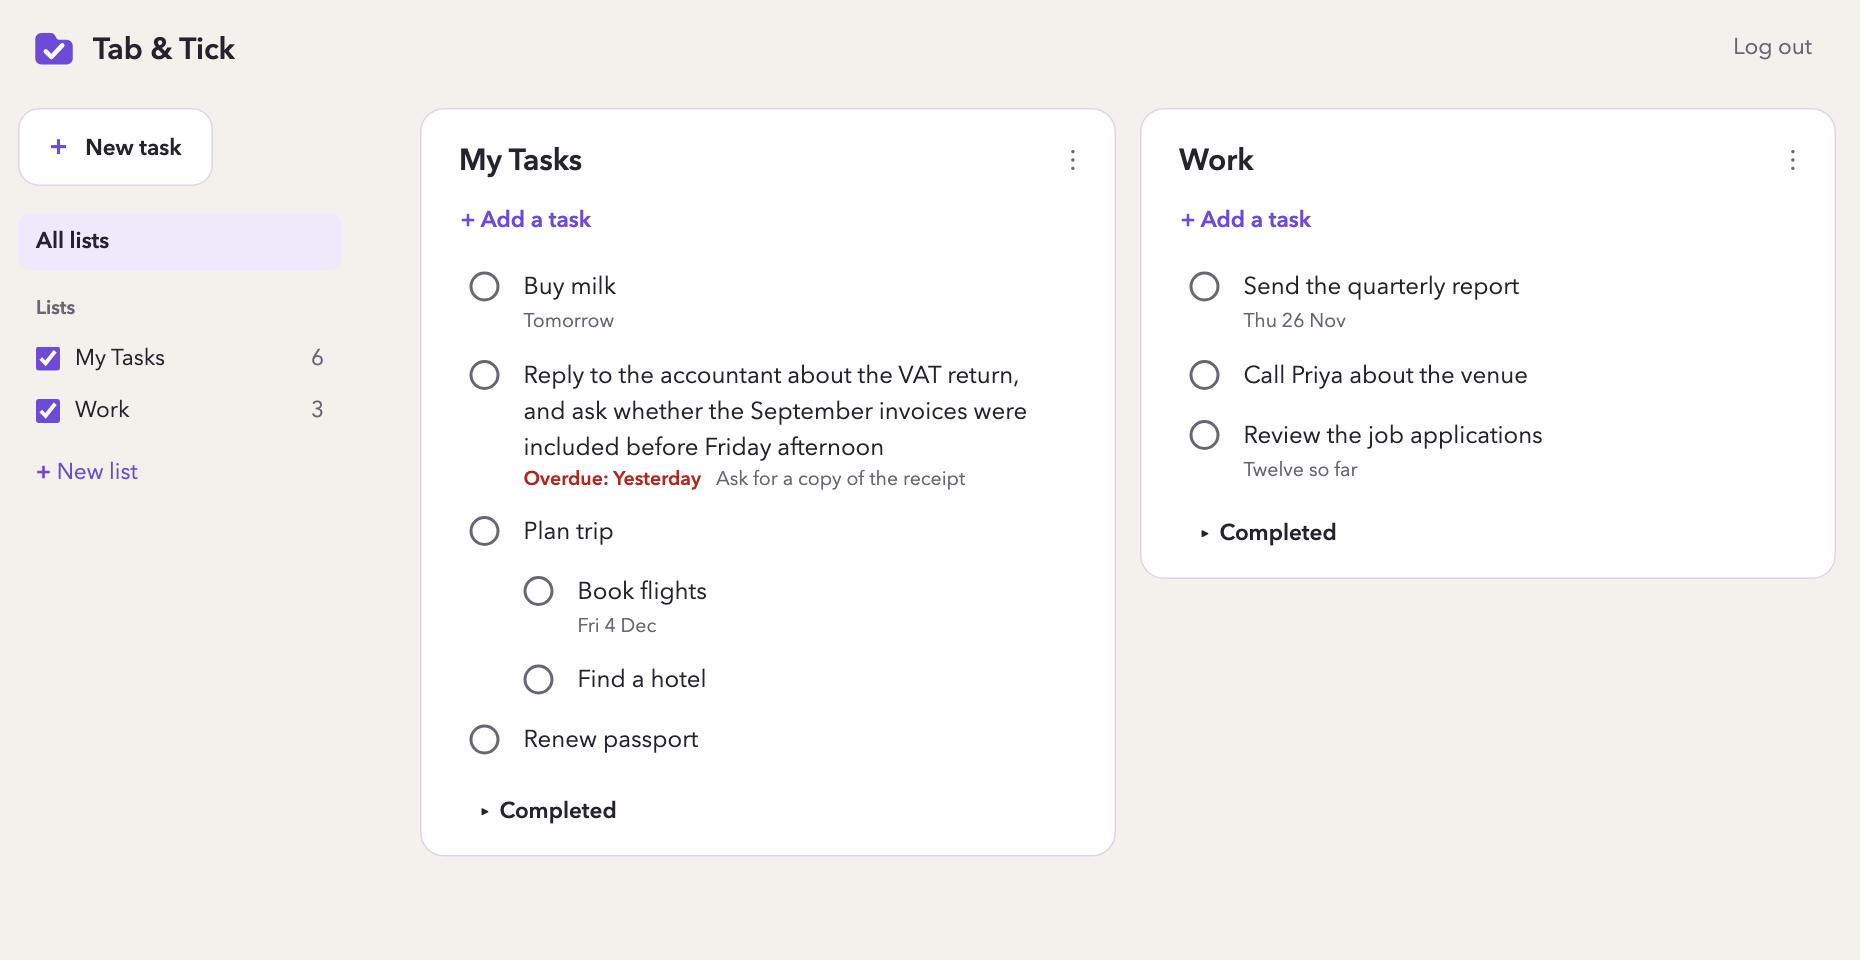 Tab & Tick
Log out
+ New task
All lists
Lists
My Tasks 6
Work 3
+ New list
My Tasks
+ Add a task
Buy milk
Tomorrow
Reply to the accountant about the VAT return,
and ask whether the September invoices were
included before Friday afternoon
Overdue: Yesterday Ask for a copy of the receipt
Plan trip
Book flights
Fri 4 Dec
Find a hotel
Renew passport
Completed
Work
+ Add a task
Send the quarterly report
Thu 26 Nov
Call Priya about the venue
Review the job applications
Twelve so far
Completed